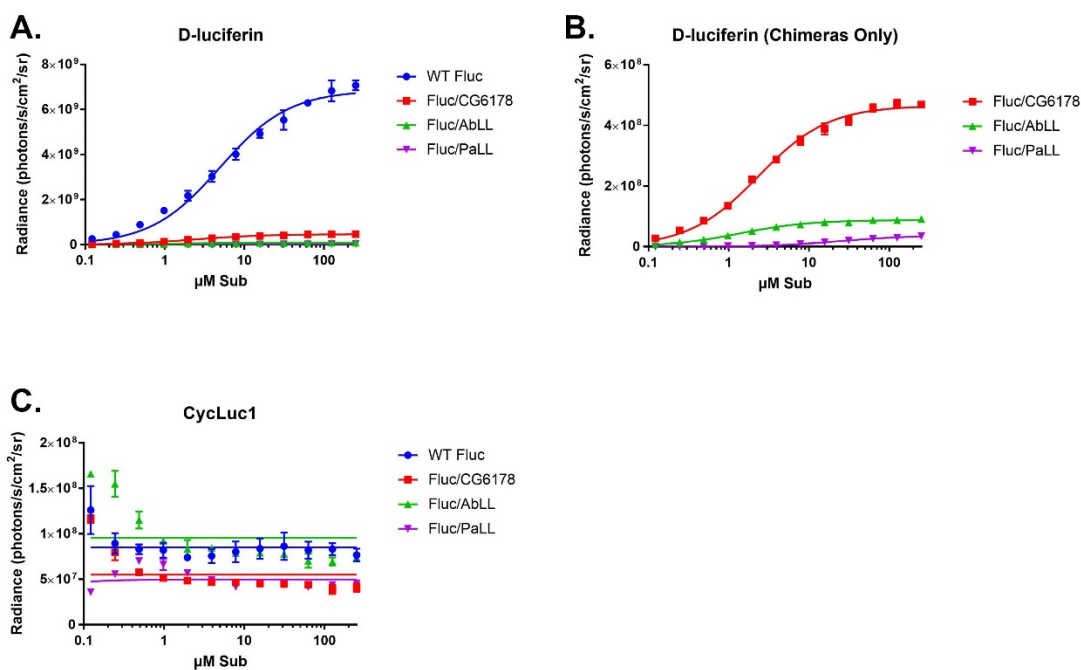 A.
D-luciferin
8×10⁹
6×10⁹
4×10⁹
2×10⁹
0
0.1 1 10 100
Radiance (photons/s/cm²/sr)
µM Sub
WT Fluc
Fluc/CG6178
Fluc/AbLL
Fluc/PaLL
B.
D-luciferin (Chimeras Only)
6×10⁸
4×10⁸
2×10⁸
0
0.1 1 10 100
Radiance (photons/s/cm²/sr)
µM Sub
Fluc/CG6178
Fluc/AbLL
Fluc/PaLL
C.
CycLuc1
2×10⁸
1.5×10⁸
1×10⁸
5×10⁷
0
0.1 1 10 100
Radiance (photons/s/cm²/sr)
µM Sub
WT Fluc
Fluc/CG6178
Fluc/AbLL
Fluc/PaLL